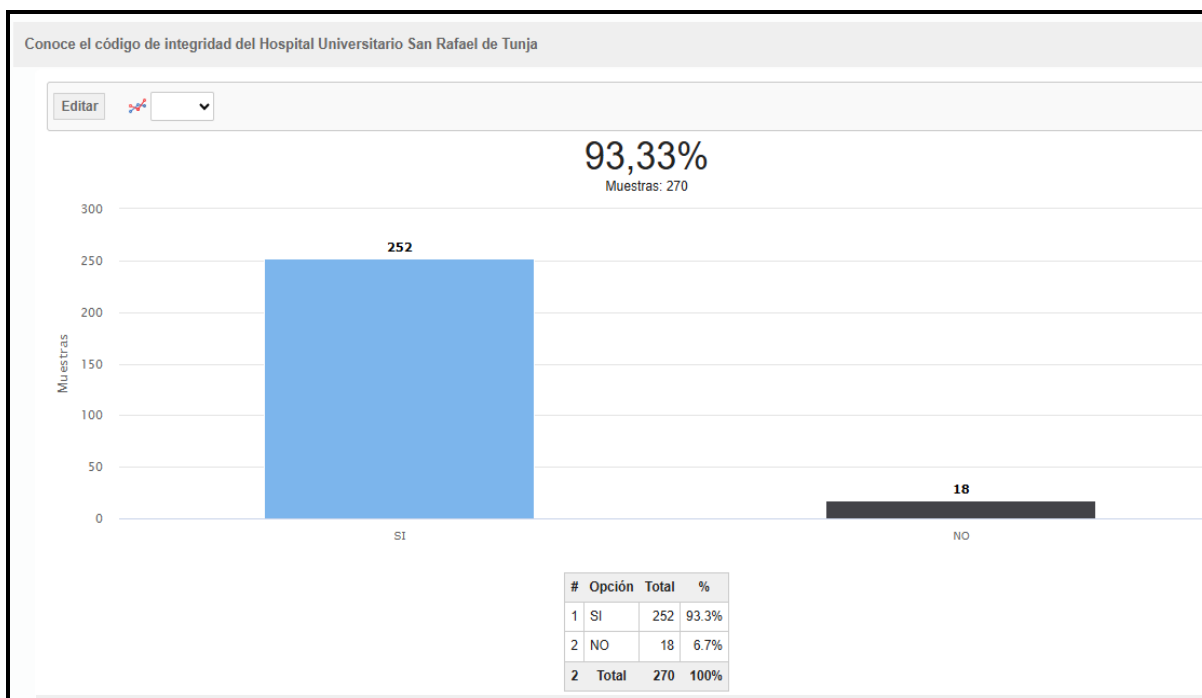 Conoce el código de integridad del Hospital Universitario San Rafael de Tunja
Editar
93,33%
Muestras: 270
300
250
200
150
100
50
0
Muestras
252
18
SI
NO
# Opción Total %
1 SI 252 93.3%
2 NO 18 6.7%
2 Total 270 100%